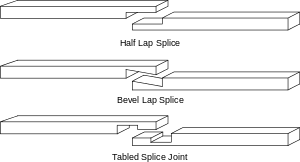 Half Lap Splice
Bevel Lap Splice
Tabled Splice Joint